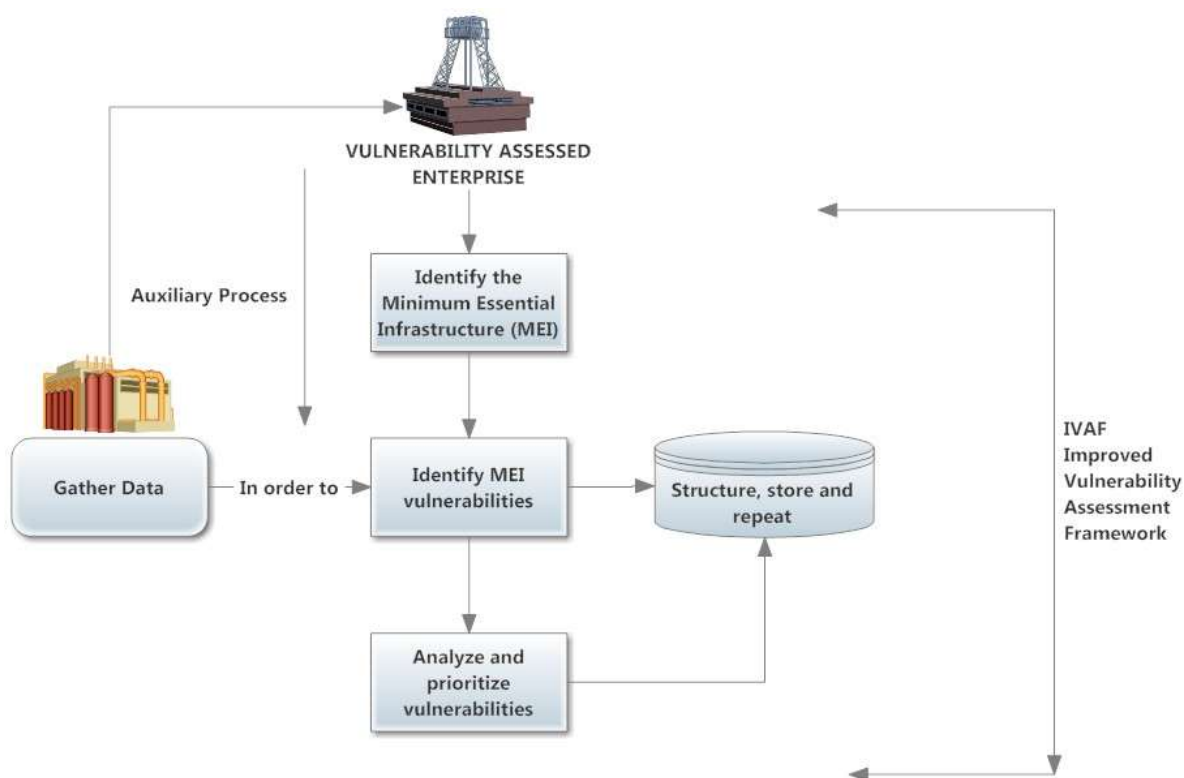 VULNERABILITY ASSESSED
ENTERPRISE
Identify the
Minimum Essential
Infrastructure (MEI)
Auxiliary Process
Gather Data
In order to
Identify MEI
vulnerabilities
Structure, store and
repeat
IVAF
Improved
Vulnerability
Assessment
Framework
Analyze and
prioritize
vulnerabilities